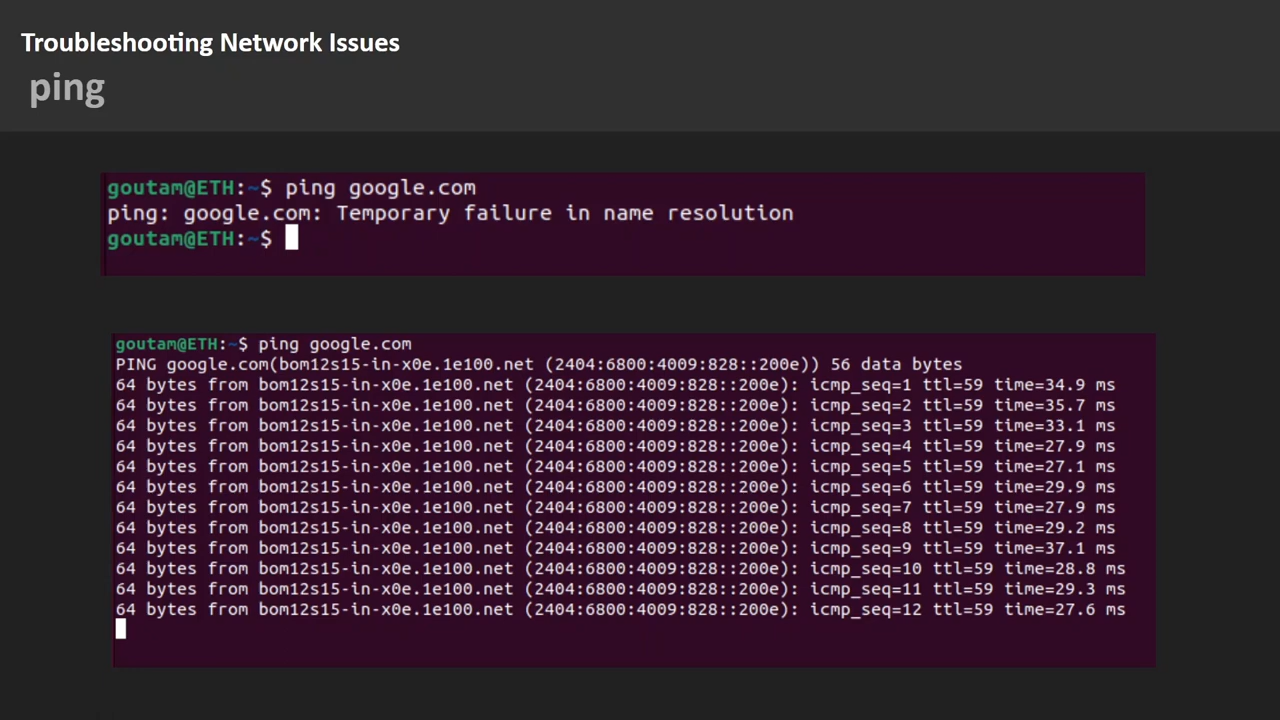 Troubleshooting Network Issues
ping
goutam@ETH:~$ ping google.com
ping: google.com: Temporary failure in name resolution
goutam@ETH:~$
goutam@ETH:~$ ping google.com
PING google.com(bom12s15-in-x0e.1e100.net (2404:6800:4009:828::200e)) 56 data bytes
64 bytes from bom12s15-in-x0e.1e100.net (2404:6800:4009:828::200e): icmp_seq=1 ttl=59 time=34.9 ms
64 bytes from bom12s15-in-x0e.1e100.net (2404:6800:4009:828::200e): icmp_seq=2 ttl=59 time=35.7 ms
64 bytes from bom12s15-in-x0e.1e100.net (2404:6800:4009:828::200e): icmp_seq=3 ttl=59 time=33.1 ms
64 bytes from bom12s15-in-x0e.1e100.net (2404:6800:4009:828::200e): icmp_seq=4 ttl=59 time=27.9 ms
64 bytes from bom12s15-in-x0e.1e100.net (2404:6800:4009:828::200e): icmp_seq=5 ttl=59 time=27.1 ms
64 bytes from bom12s15-in-x0e.1e100.net (2404:6800:4009:828::200e): icmp_seq=6 ttl=59 time=29.9 ms
64 bytes from bom12s15-in-x0e.1e100.net (2404:6800:4009:828::200e): icmp_seq=7 ttl=59 time=27.9 ms
64 bytes from bom12s15-in-x0e.1e100.net (2404:6800:4009:828::200e): icmp_seq=8 ttl=59 time=29.2 ms
64 bytes from bom12s15-in-x0e.1e100.net (2404:6800:4009:828::200e): icmp_seq=9 ttl=59 time=37.1 ms
64 bytes from bom12s15-in-x0e.1e100.net (2404:6800:4009:828::200e): icmp_seq=10 ttl=59 time=28.8 ms
64 bytes from bom12s15-in-x0e.1e100.net (2404:6800:4009:828::200e): icmp_seq=11 ttl=59 time=29.3 ms
64 bytes from bom12s15-in-x0e.1e100.net (2404:6800:4009:828::200e): icmp_seq=12 ttl=59 time=27.6 ms